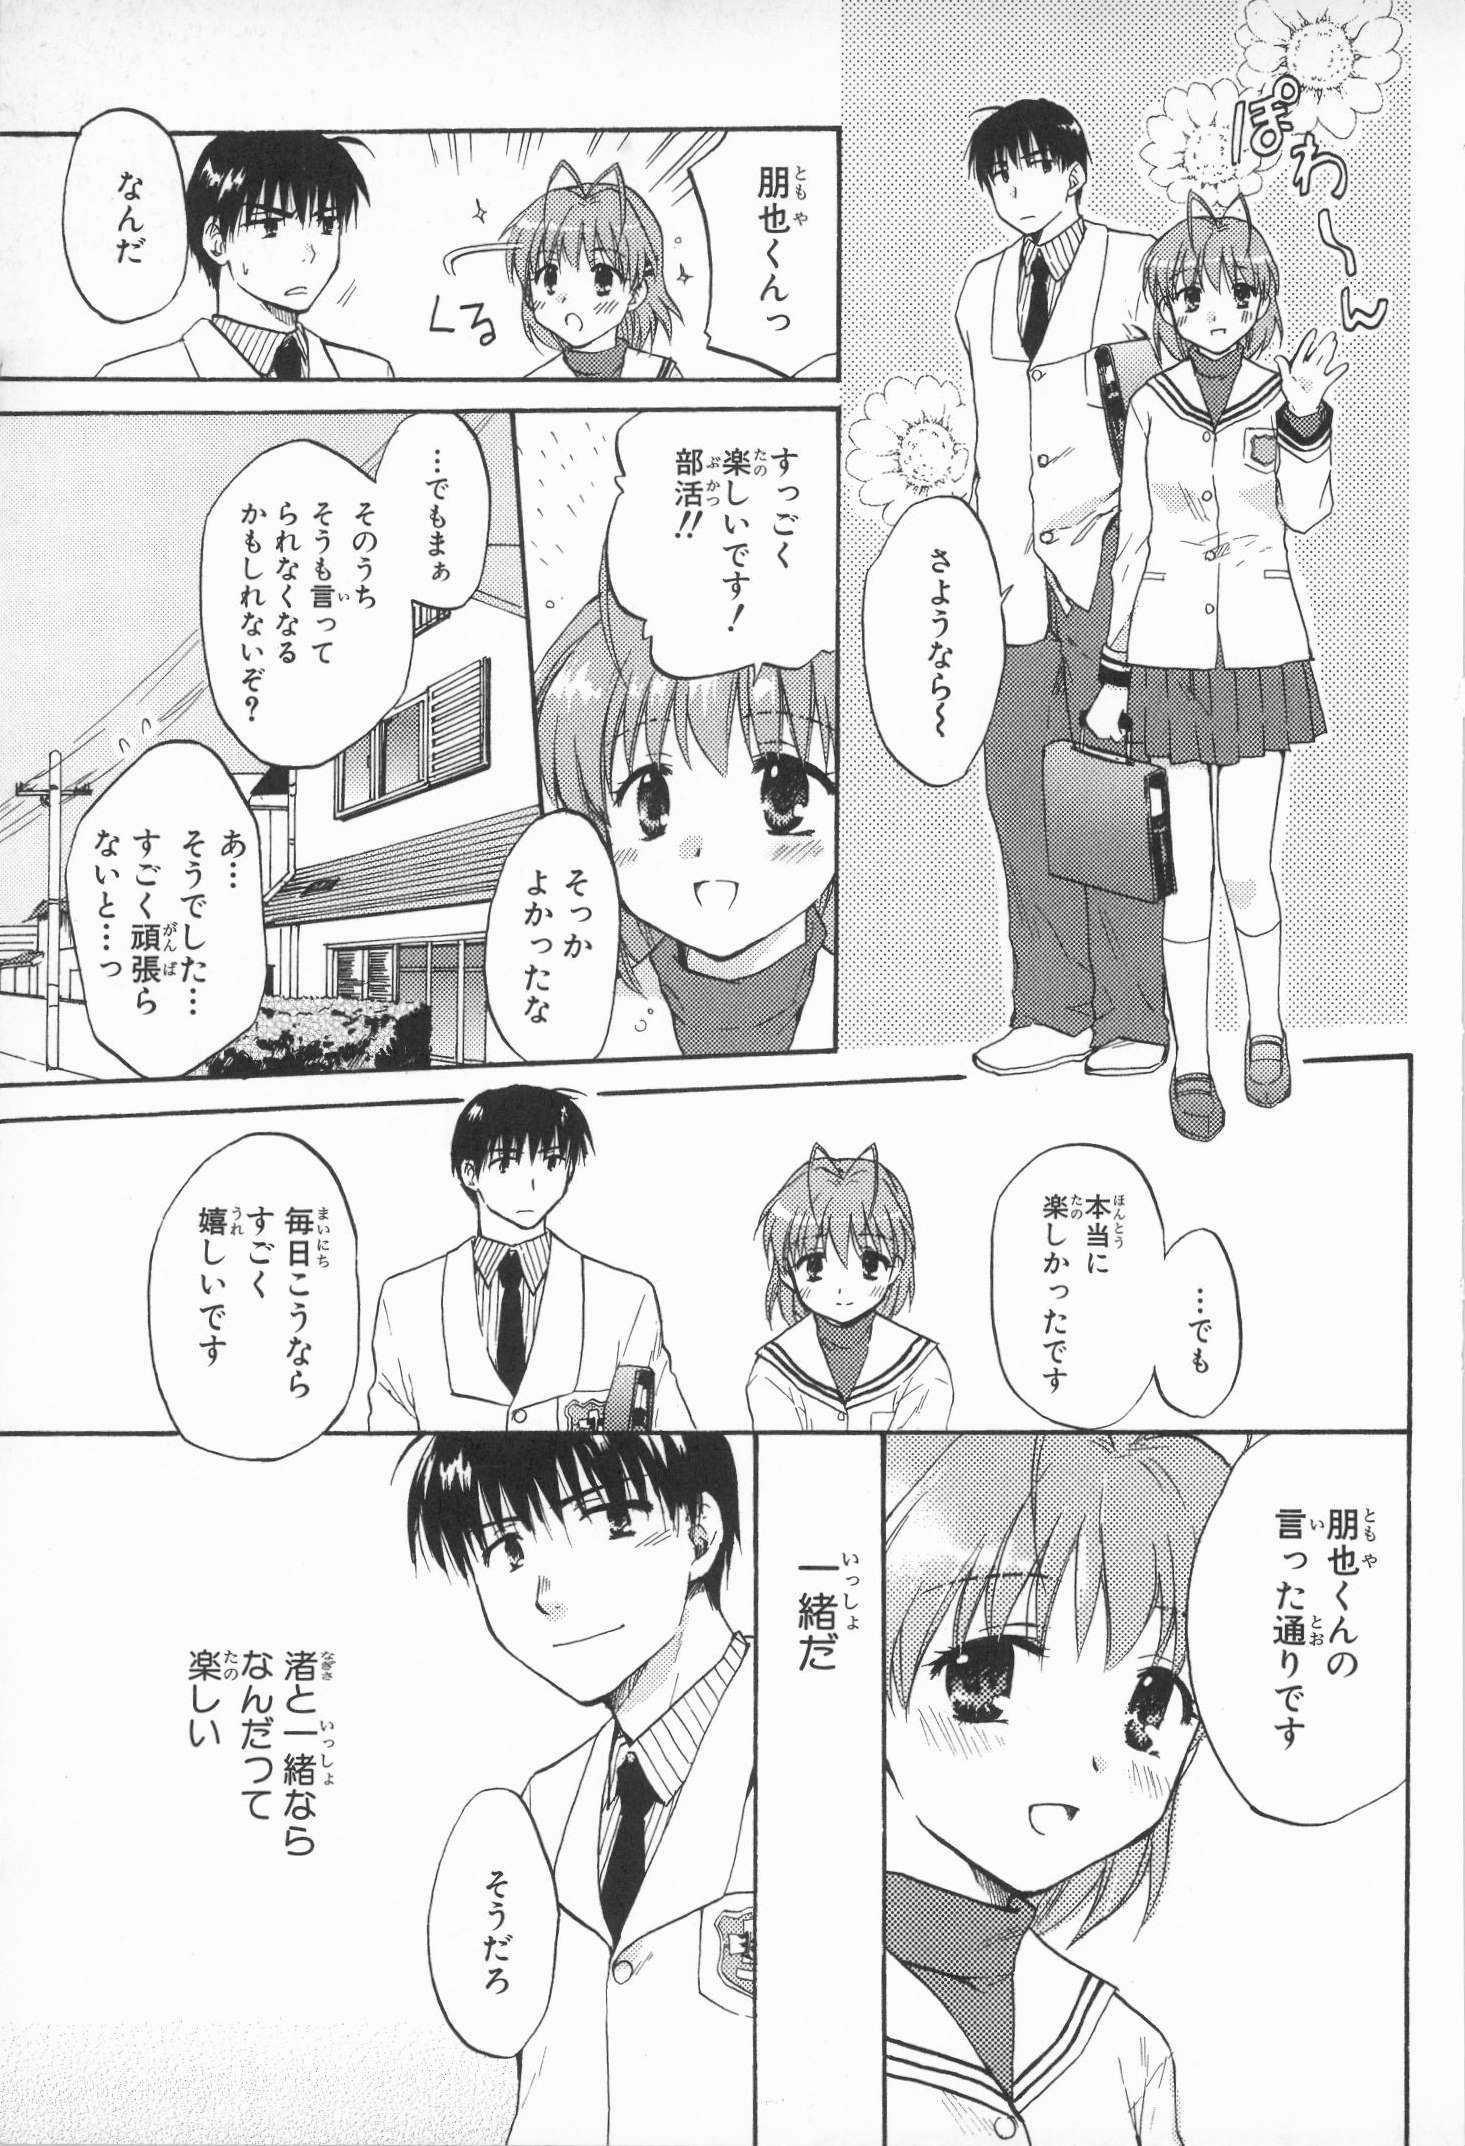 ぽわ〜〜ん
さようなら〜
朋也くんっ
くる
なんだ
すっごく
楽しいです！
部活!!
そっか
よかったな
…でもまぁ
そのうち
そうも言って
られなくなる
かもしれないぞ？
あ…
そうでした…
すごく頑張ら
ないと…っ
…でも
本当に
楽しかったです
毎日こうなら
すごく
嬉しいです
朋也くんの
言った通りです
一緒だ
そうだろ
渚と一緒なら
なんだって
楽しい